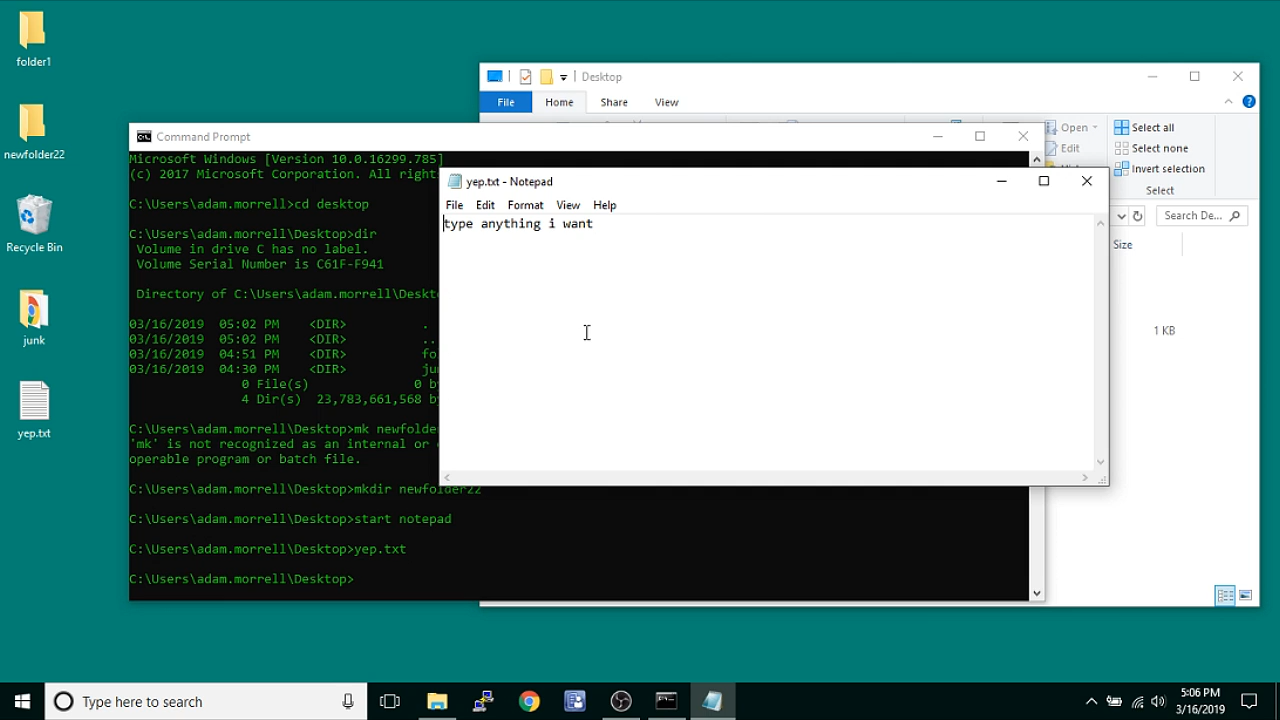 folder1
newfolder22
Recycle Bin
junk
yep.txt
Desktop
File Home Share View
Open
Edit
Select all
Select none
Invert selection
Select
Search De...
Size
1 KB
Command Prompt
Microsoft Windows [Version 10.0.16299.785]
(c) 2017 Microsoft Corporation. All right
C:\Users\adam.morrell>cd desktop
C:\Users\adam.morrell\Desktop>dir
Volume in drive C has no label.
Volume Serial Number is C61F-F941
Directory of C:\Users\adam.morrell\Deskto
03/16/2019 05:02 PM <DIR> .
03/16/2019 05:02 PM <DIR> ..
03/16/2019 04:51 PM <DIR> fo
03/16/2019 04:30 PM <DIR> ju
0 File(s) 0 by
4 Dir(s) 23,783,661,568 by
C:\Users\adam.morrell\Desktop>mk newfolder
'mk' is not recognized as an internal or
operable program or batch file.
C:\Users\adam.morrell\Desktop>mkdir newfolder22
C:\Users\adam.morrell\Desktop>start notepad
C:\Users\adam.morrell\Desktop>yep.txt
C:\Users\adam.morrell\Desktop>
yep.txt - Notepad
File Edit Format View Help
type anything i want
Type here to search
5:06 PM
3/16/2019